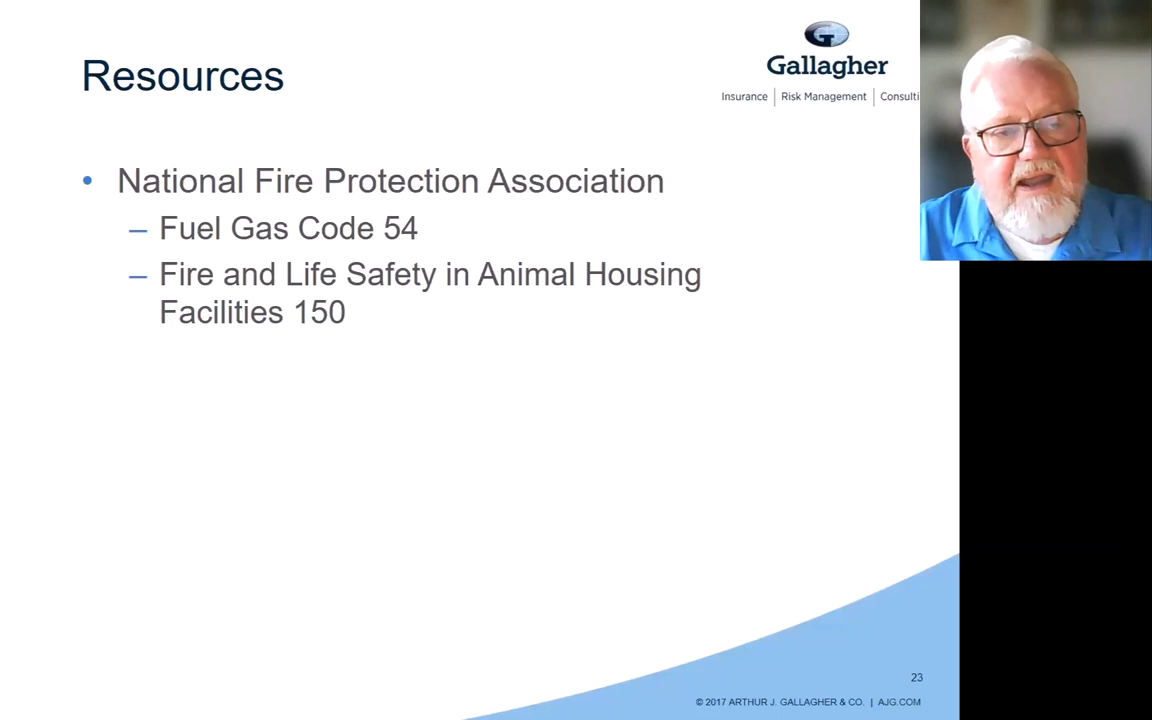 Resources
Gallagher
Insurance | Risk Management | Consulti
• National Fire Protection Association
– Fuel Gas Code 54
– Fire and Life Safety in Animal Housing
Facilities 150
23
© 2017 ARTHUR J. GALLAGHER & CO. | AJG.COM